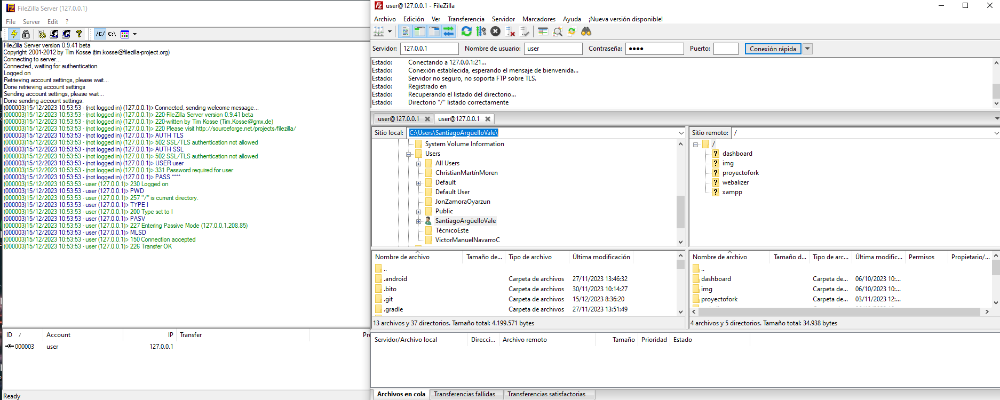 FileZilla Server (127.0.0.1)
File Server Edit ?
/C/ C:\
FileZilla Server version 0.9.41 beta
Copyright 2001-2012 by Tim Kosse (tim.kosse@filezilla-project.org)
Connecting to server...
Connected, waiting for authentication
Logged on
Retrieving account settings, please wait...
Done retrieving account settings
Sending account settings, please wait...
Done sending account settings.
(000003)15/12/2023 10:53:53 - (not logged in) (127.0.0.1)> Connected, sending welcome message...
(000003)15/12/2023 10:53:53 - (not logged in) (127.0.0.1)> 220-FileZilla Server version 0.9.41 beta
(000003)15/12/2023 10:53:53 - (not logged in) (127.0.0.1)> 220-written by Tim Kosse (Tim.Kosse@gmx.de)
(000003)15/12/2023 10:53:53 - (not logged in) (127.0.0.1)> 220 Please visit http://sourceforge.net/projects/filezilla/
(000003)15/12/2023 10:53:53 - (not logged in) (127.0.0.1)> AUTH TLS
(000003)15/12/2023 10:53:53 - (not logged in) (127.0.0.1)> 502 SSL/TLS authentication not allowed
(000003)15/12/2023 10:53:53 - (not logged in) (127.0.0.1)> AUTH SSL
(000003)15/12/2023 10:53:53 - (not logged in) (127.0.0.1)> 502 SSL/TLS authentication not allowed
(000003)15/12/2023 10:53:53 - (not logged in) (127.0.0.1)> USER user
(000003)15/12/2023 10:53:53 - (not logged in) (127.0.0.1)> 331 Password required for user
(000003)15/12/2023 10:53:53 - (not logged in) (127.0.0.1)> PASS ****
(000003)15/12/2023 10:53:53 - user (127.0.0.1)> 230 Logged on
(000003)15/12/2023 10:53:53 - user (127.0.0.1)> PWD
(000003)15/12/2023 10:53:53 - user (127.0.0.1)> 257 "/" is current directory.
(000003)15/12/2023 10:53:53 - user (127.0.0.1)> TYPE I
(000003)15/12/2023 10:53:53 - user (127.0.0.1)> 200 Type set to I
(000003)15/12/2023 10:53:53 - user (127.0.0.1)> PASV
(000003)15/12/2023 10:53:53 - user (127.0.0.1)> 227 Entering Passive Mode (127,0,0,1,208,85)
(000003)15/12/2023 10:53:53 - user (127.0.0.1)> MLSD
(000003)15/12/2023 10:53:53 - user (127.0.0.1)> 150 Connection accepted
(000003)15/12/2023 10:53:53 - user (127.0.0.1)> 226 Transfer OK
ID / Account IP Transfer Pr
000003 user 127.0.0.1
Ready
user@127.0.0.1 - FileZilla
Archivo Edición Ver Transferencia Servidor Marcadores Ayuda ¡Nueva versión disponible!
Servidor: 127.0.0.1 Nombre de usuario: user Contraseña: ●●●● Puerto: Conexión rápida
Estado: Conectando a 127.0.0.1:21...
Estado: Conexión establecida, esperando el mensaje de bienvenida...
Estado: Servidor no seguro, no soporta FTP sobre TLS.
Estado: Registrado en
Estado: Recuperando el listado del directorio...
Estado: Directorio "/" listado correctamente
user@127.0.0.1 user@127.0.0.1
Sitio local: C:\Users\SantiagoArgüelloVale\
System Volume Information
Users
All Users
ChristianMartínMoren
Default
Default User
JonZamoraOyarzun
Public
SantiagoArgüelloVale
TécnicoEste
VictorManuelNavarroC
Nombre de archivo Tamaño de... Tipo de archivo Última modificación
..
.android Carpeta de archivos 27/11/2023 13:46:32
.bito Carpeta de archivos 30/11/2023 10:14:27
.git Carpeta de archivos 15/12/2023 8:36:20
.gradle Carpeta de archivos 27/11/2023 13:51:49
13 archivos y 37 directorios. Tamaño total: 4.199.571 bytes
Sitio remoto: /
/
dashboard
img
proyectofork
webalizer
xampp
Nombre de archivo Tamaño d... Tipo de arc... Última modific... Permisos Propietario/...
..
dashboard Carpeta de... 06/10/2023 10:...
img Carpeta de... 06/10/2023 10:...
proyectofork Carpeta de... 03/11/2023 12:...
4 archivos y 5 directorios. Tamaño total: 34.938 bytes
Servidor/Archivo local Direcci... Archivo remoto Tamaño Prioridad Estado
Archivos en cola Transferencias fallidas Transferencias satisfactorias